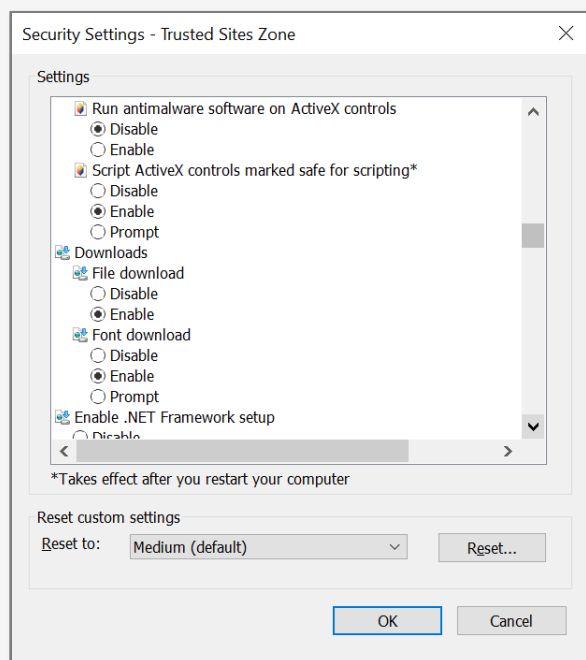 Security Settings - Trusted Sites Zone
Settings
Run antimalware software on ActiveX controls
Disable
Enable
Script ActiveX controls marked safe for scripting*
Disable
Enable
Prompt
Downloads
File download
Disable
Enable
Font download
Disable
Enable
Prompt
Enable .NET Framework setup
Disable
*Takes effect after you restart your computer
Reset custom settings
Reset to: Medium (default) Reset...
OK Cancel